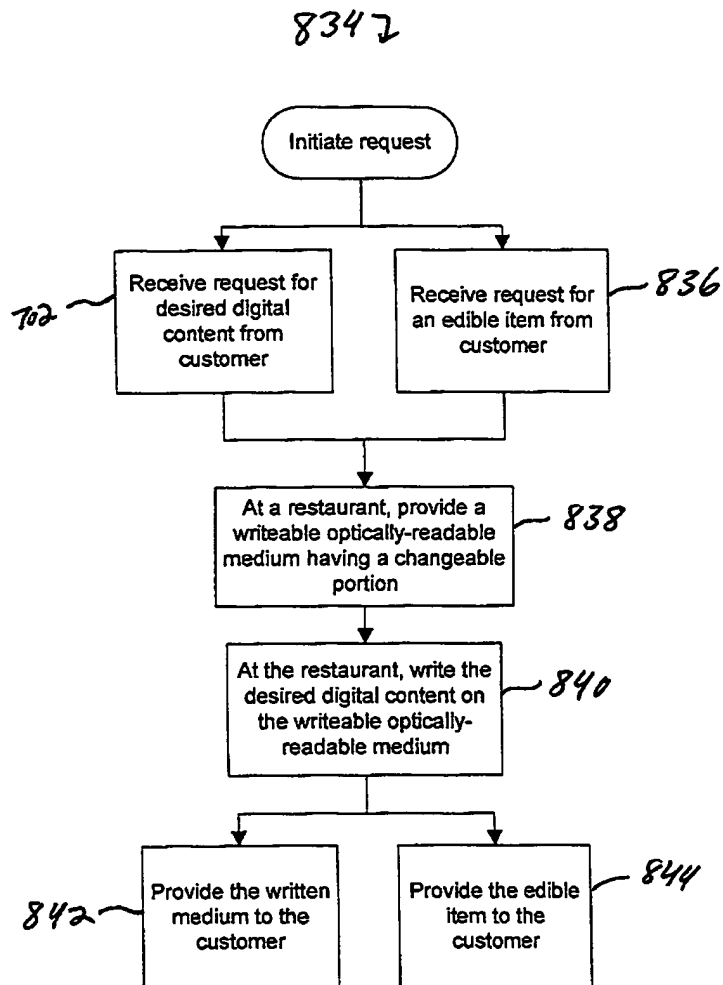 834
Initiate request
Receive request for
desired digital
content from
customer
702
Receive request for
an edible item from
customer
836
At a restaurant, provide a
writeable optically-readable
medium having a changeable
portion
838
At the restaurant, write the
desired digital content on
the writeable optically-
readable medium
840
Provide the written
medium to the
customer
842
Provide the edible
item to the
customer
844